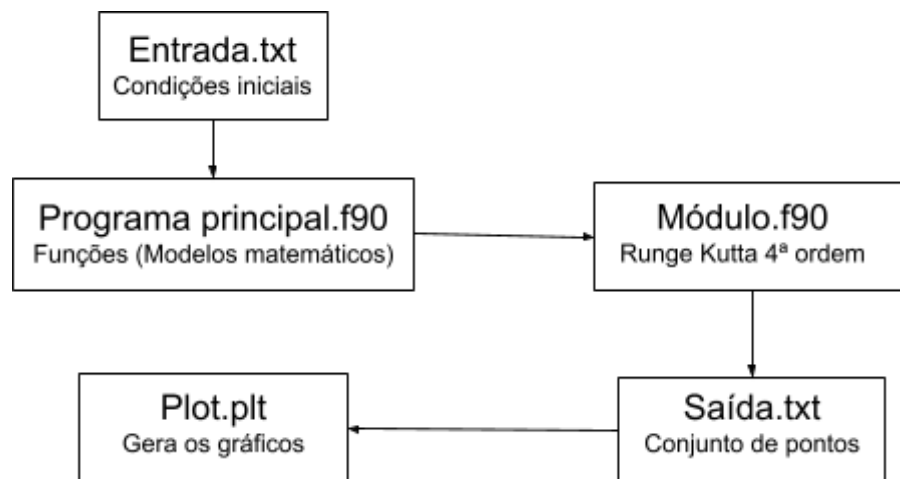 Entrada.txt
Condições iniciais
Programa principal.f90
Funções (Modelos matemáticos)
Módulo.f90
Runge Kutta 4ª ordem
Plot.plt
Gera os gráficos
Saída.txt
Conjunto de pontos